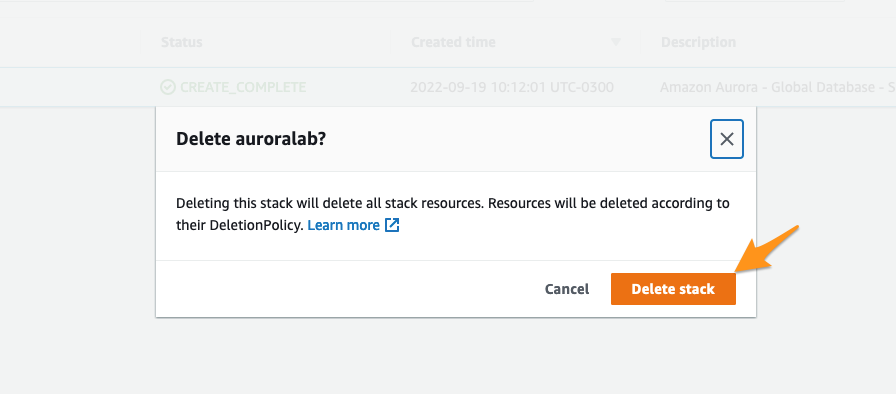 Status Created time Description
CREATE_COMPLETE 2022-09-19 10:12:01 UTC-0300 Amazon Aurora - Global Database - S
Delete auroralab?
Deleting this stack will delete all stack resources. Resources will be deleted according to
their DeletionPolicy. Learn more
Cancel Delete stack